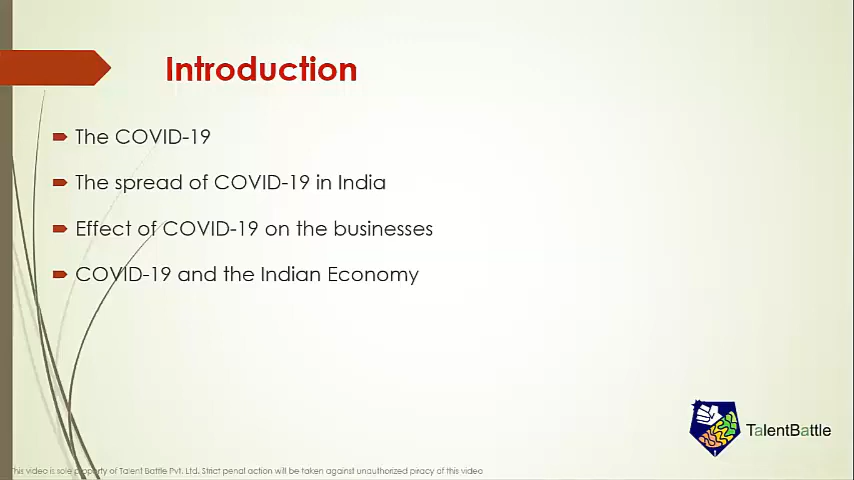 Introduction
The COVID-19
The spread of COVID-19 in India
Effect of COVID-19 on the businesses
COVID-19 and the Indian Economy
TalentBattle
This video is sole property of Talent Battle Pvt. Ltd. Strict penal action will be taken against unauthorized piracy of this video